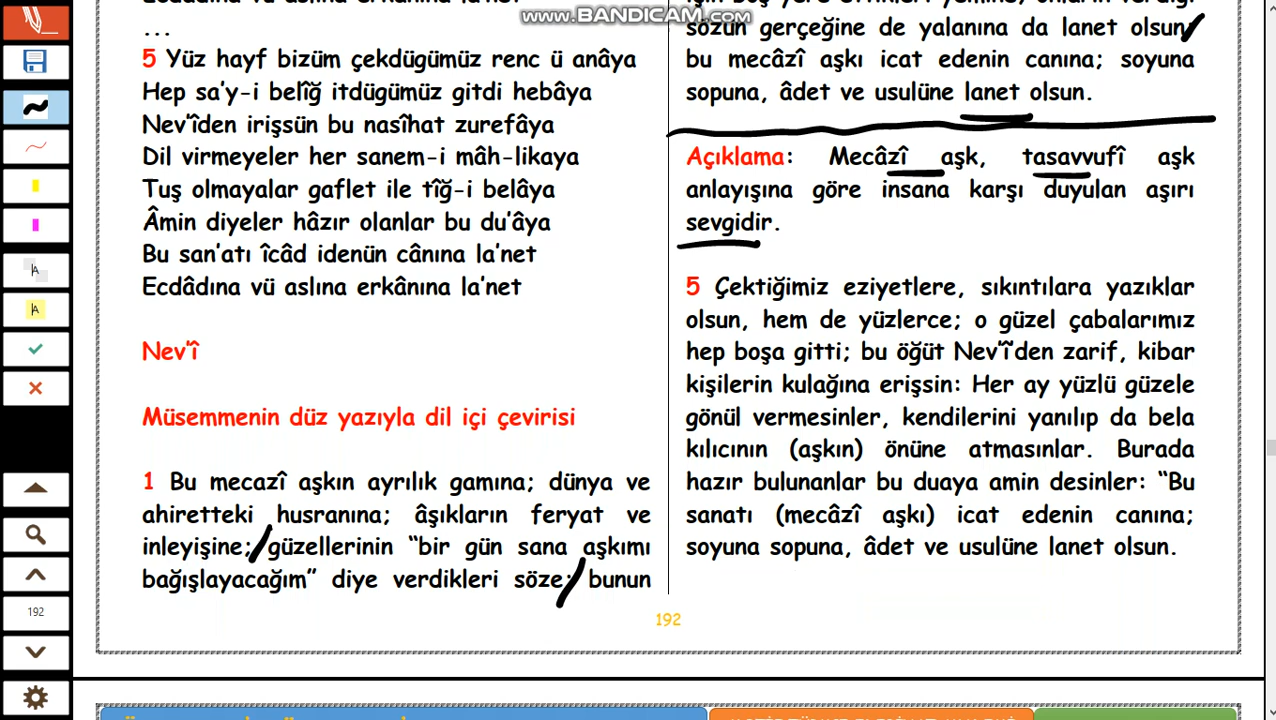 www.BANDICAM.com
...
5 Yüz hayf bizüm çekdügümüz renc ü anâya
Hep sa'y-i belîğ itdügümüz gitdi hebâya
Nev'îden irişsün bu nasîhat zurefâya
Dil virmeyeler her sanem-i mâh-likaya
Tuş olmayalar gaflet ile tîğ-i belâya
Âmin diyeler hâzır olanlar bu du'âya
Bu san'atı îcâd idenün cânına la'net
Ecdâdına vü aslına erkânına la'net
Nev'î
Müsemmenin düz yazıyla dil içi çevirisi
1 Bu mecazî aşkın ayrılık gamına; dünya ve
ahiretteki husranına; âşıkların feryat ve
inleyişine; güzellerinin “bir gün sana aşkımı
bağışlayacağım” diye verdikleri söze; bunun
sözün gerçeğine de yalanına da lanet olsun;
bu mecâzî aşkı icat edenin canına; soyuna
sopuna, âdet ve usulüne lanet olsun.
Açıklama: Mecâzî aşk, tasavvufî aşk
anlayışına göre insana karşı duyulan aşırı
sevgidir.
5 Çektiğimiz eziyetlere, sıkıntılara yazıklar
olsun, hem de yüzlerce; o güzel çabalarımız
hep boşa gitti; bu öğüt Nev'î'den zarif, kibar
kişilerin kulağına erişsin: Her ay yüzlü güzele
gönül vermesinler, kendilerini yanılıp da bela
kılıcının (aşkın) önüne atmasınlar. Burada
hazır bulunanlar bu duaya amin desinler: “Bu
sanatı (mecâzî aşkı) icat edenin canına;
soyuna sopuna, âdet ve usulüne lanet olsun.
192
192